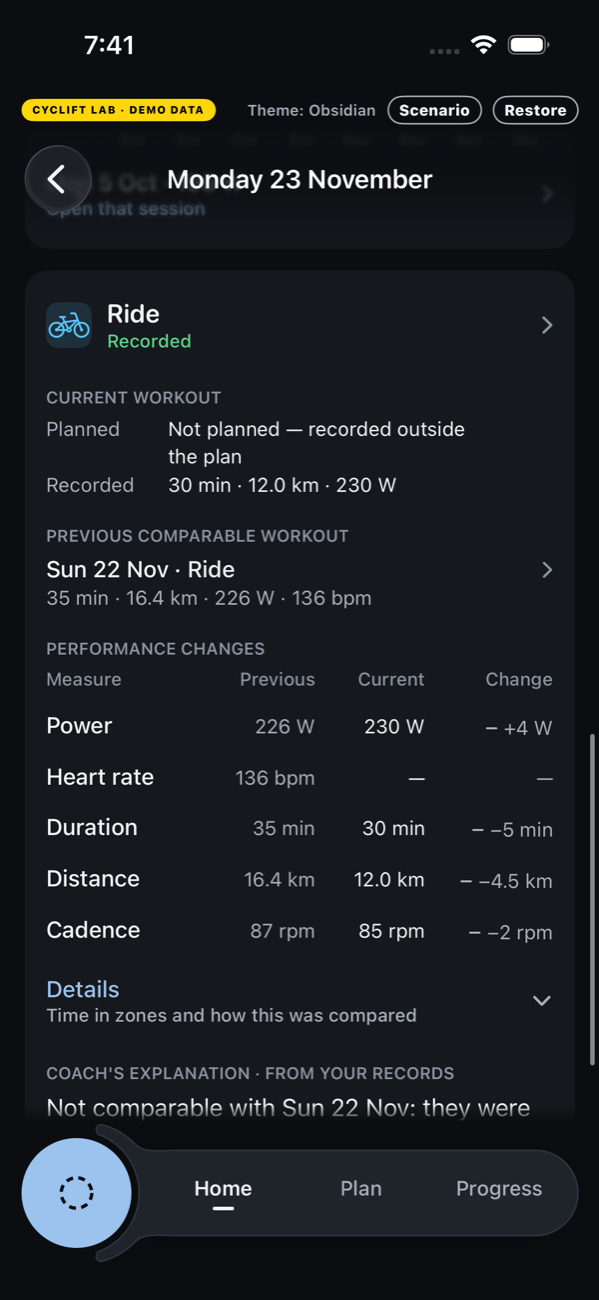 7:41
CYCLIFT LAB · DEMO DATA
Theme: Obsidian
Scenario
Restore
5 Oct
Monday 23 November
Open that session
Ride
Recorded
CURRENT WORKOUT
Planned Not planned — recorded outside
the plan
Recorded 30 min · 12.0 km · 230 W
PREVIOUS COMPARABLE WORKOUT
Sun 22 Nov · Ride
35 min · 16.4 km · 226 W · 136 bpm
PERFORMANCE CHANGES
Measure Previous Current Change
Power 226 W 230 W – +4 W
Heart rate 136 bpm — —
Duration 35 min 30 min – −5 min
Distance 16.4 km 12.0 km – −4.5 km
Cadence 87 rpm 85 rpm – −2 rpm
Details
Time in zones and how this was compared
COACH'S EXPLANATION · FROM YOUR RECORDS
Not comparable with Sun 22 Nov: they were
Home
Plan
Progress